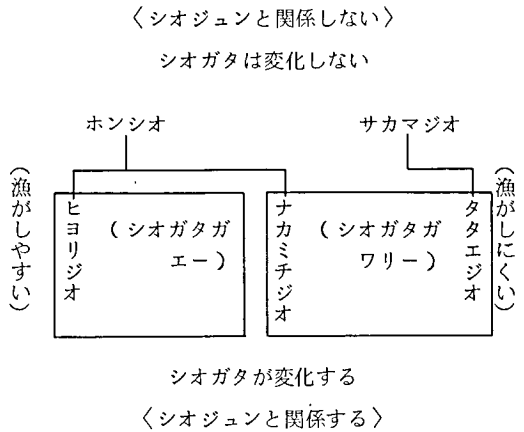 〈シオジュンと関係しない〉
シオガタは変化しない
ホンシオ
サカマジオ
(漁がしやすい)
ヒヨリジオ
(シオガタガ
エー)
ナカミチジオ
(シオガタガ
ワリー)
タタエジオ
(漁がしにくい)
シオガタが変化する
〈シオジュンと関係する〉